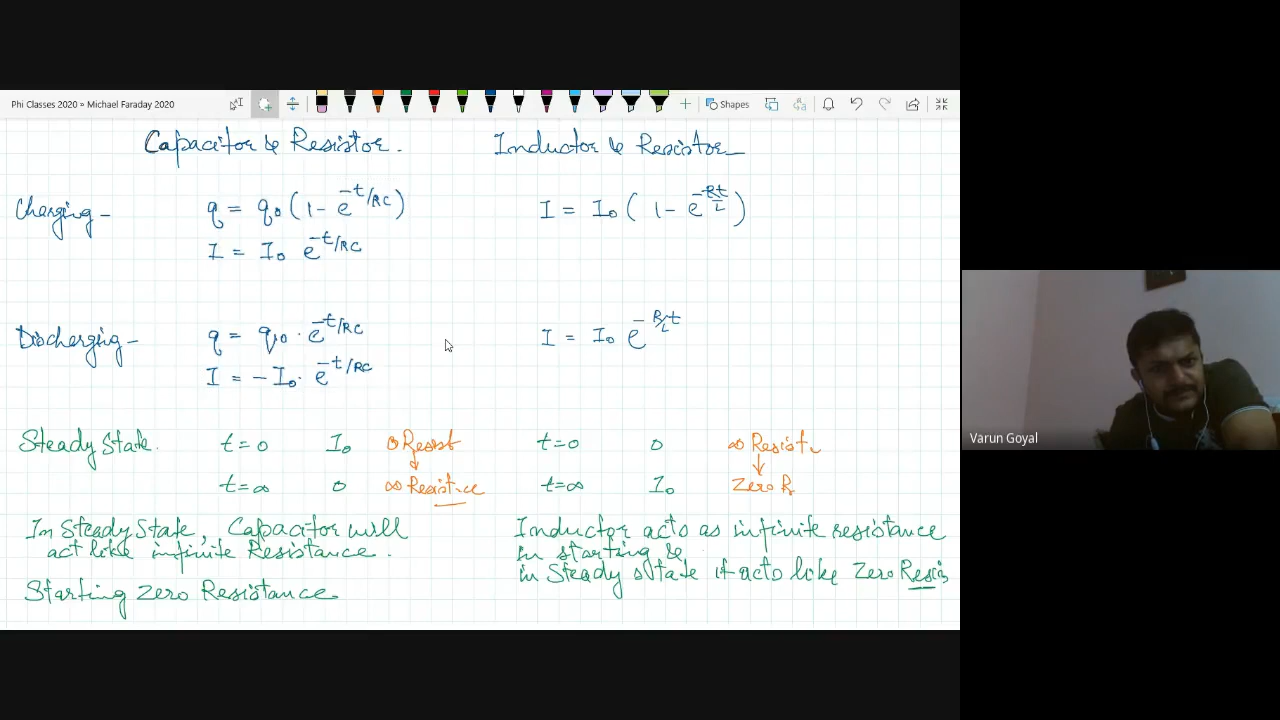 Phi Classes 2020 » Michael Faraday 2020
Shapes
Capacitor & Resistor.
Inductor & Resistor
Charging -
q = q₀ (1 - e^-t/RC)
I = I₀ (1 - e^-Rt/L)
I = I₀ e^-t/RC
Discharging -
q = q₀ . e^-t/RC
I = I₀ e^-R/L t
I = - I₀ . e^-t/RC
Steady State.
t = 0 I₀ 0 Resist
t = 0 0 ∞ Resist
t = ∞ 0 ∞ Resistce
t = ∞ I₀ Zero R
In Steady State, Capacitor will
act like infinite Resistance.
Starting Zero Resistance.
Inductor acts as infinite resistance
in starting &
in Steady state it acts like Zero Resis
Varun Goyal